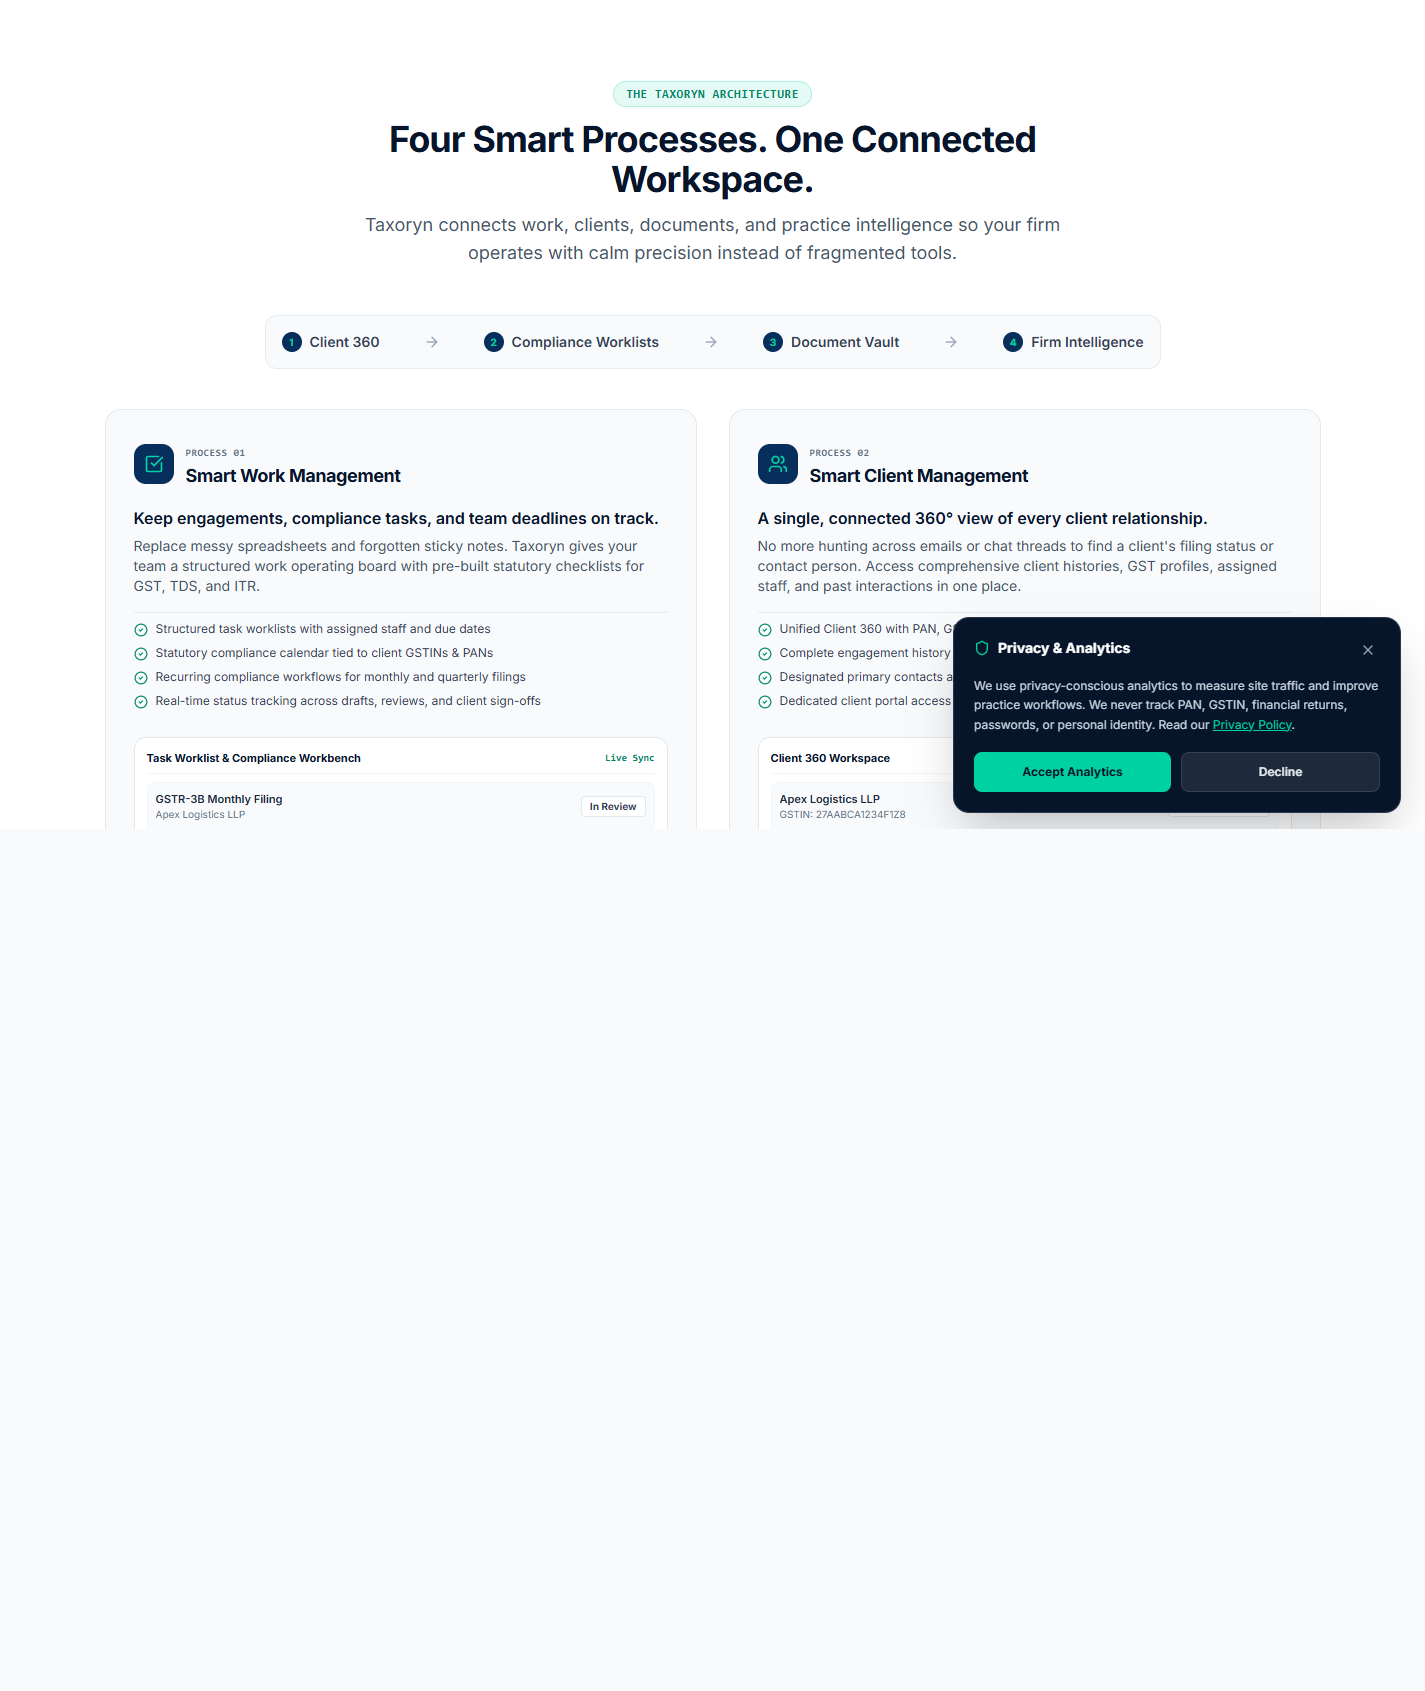 THE TAXORYN ARCHITECTURE
Four Smart Processes. One Connected
Workspace.
Taxoryn connects work, clients, documents, and practice intelligence so your firm
operates with calm precision instead of fragmented tools.
1 Client 360 → 2 Compliance Worklists → 3 Document Vault → 4 Firm Intelligence
PROCESS 01
Smart Work Management
Keep engagements, compliance tasks, and team deadlines on track.
Replace messy spreadsheets and forgotten sticky notes. Taxoryn gives your
team a structured work operating board with pre-built statutory checklists for
GST, TDS, and ITR.
Structured task worklists with assigned staff and due dates
Statutory compliance calendar tied to client GSTINs & PANs
Recurring compliance workflows for monthly and quarterly filings
Real-time status tracking across drafts, reviews, and client sign-offs
Task Worklist & Compliance Workbench Live Sync
GSTR-3B Monthly Filing
Apex Logistics LLP
In Review
PROCESS 02
Smart Client Management
A single, connected 360° view of every client relationship.
No more hunting across emails or chat threads to find a client's filing status or
contact person. Access comprehensive client histories, GST profiles, assigned
staff, and past interactions in one place.
Unified Client 360 with PAN,
Complete engagement history
Designated primary contacts
Dedicated client portal access
Client 360 Workspace
Apex Logistics LLP
GSTIN: 27AABCA1234F1Z8
Privacy & Analytics
We use privacy-conscious analytics to measure site traffic and improve
practice workflows. We never track PAN, GSTIN, financial returns,
passwords, or personal identity. Read our Privacy Policy.
Accept Analytics Decline